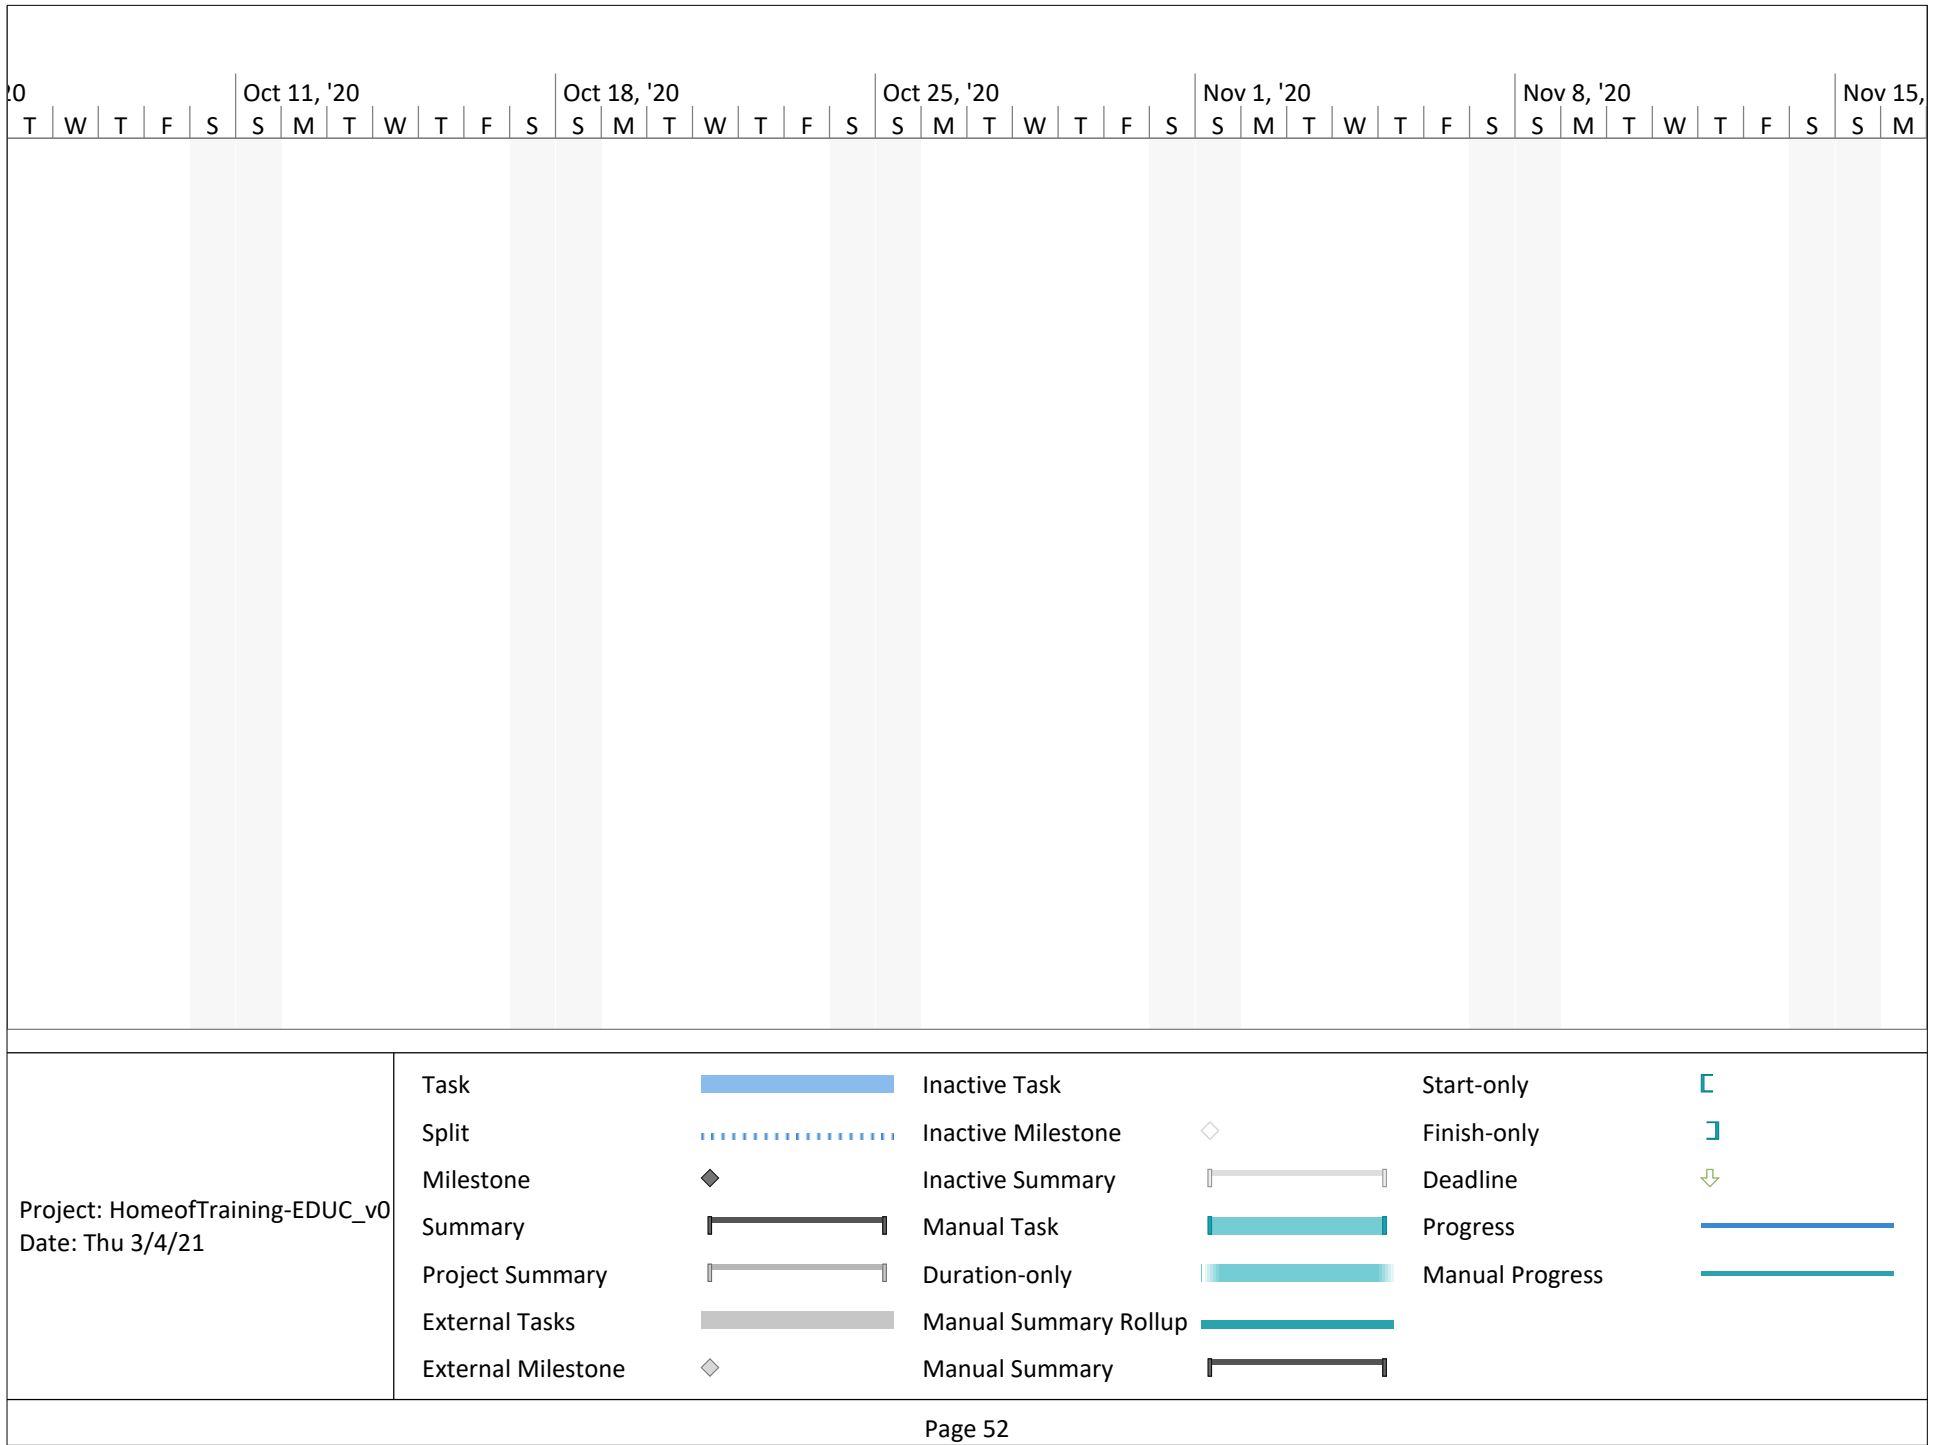 20 Oct 11, '20 Oct 18, '20 Oct 25, '20 Nov 1, '20 Nov 8, '20 Nov 15,
T W T F S S M T W T F S S M T W T F S S M T W T F S S M T W T F S S M T W T F S S M
Task Inactive Task Start-only
Split Inactive Milestone Finish-only
Milestone Inactive Summary Deadline
Summary Manual Task Progress
Project Summary Duration-only Manual Progress
External Tasks Manual Summary Rollup
External Milestone Manual Summary
Project: HomeofTraining-EDUC_v0
Date: Thu 3/4/21
Page 52